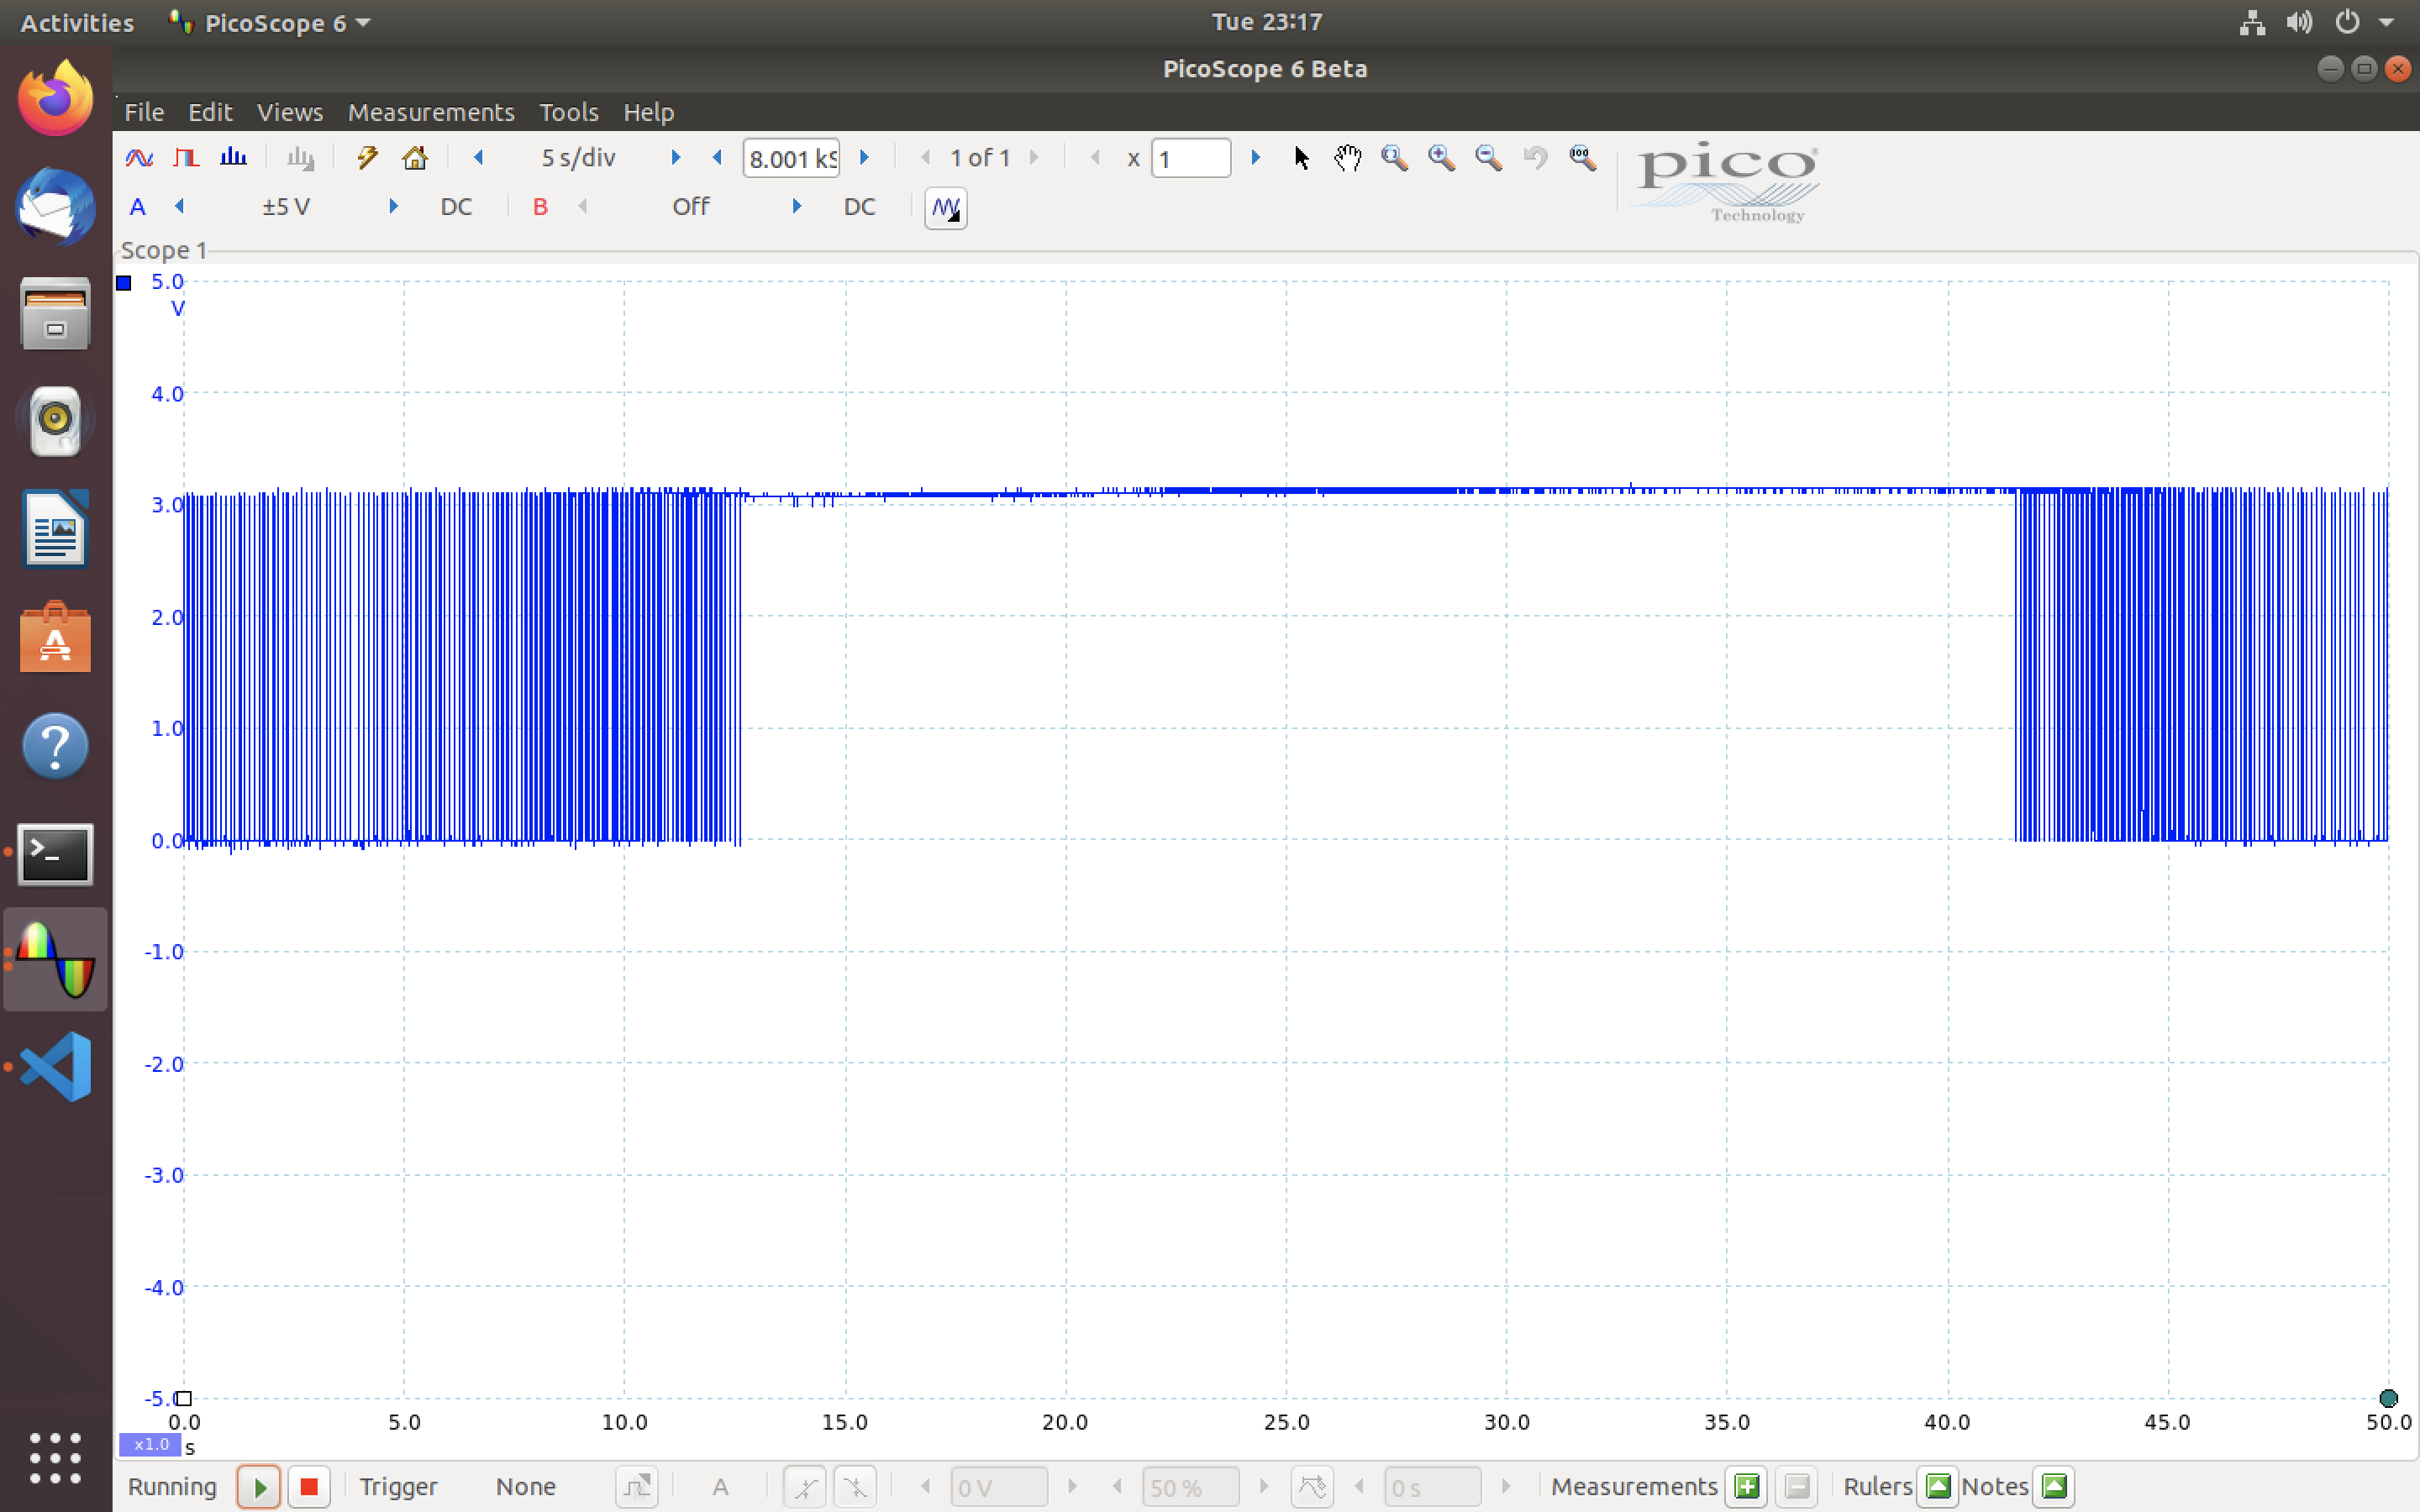 Activities PicoScope 6 Tue 23:17
PicoScope 6 Beta
File Edit Views Measurements Tools Help
5 s/div 8.001 kS 1 of 1 x 1
pico
Technology
A ±5 V DC B Off DC
Scope 1
5.0
V
4.0
3.0
2.0
1.0
0.0
-1.0
-2.0
-3.0
-4.0
-5.0
0.0 5.0 10.0 15.0 20.0 25.0 30.0 35.0 40.0 45.0 50.0
x1.0 s
Running Trigger None A 0 V 50 % 0 s Measurements Rulers Notes